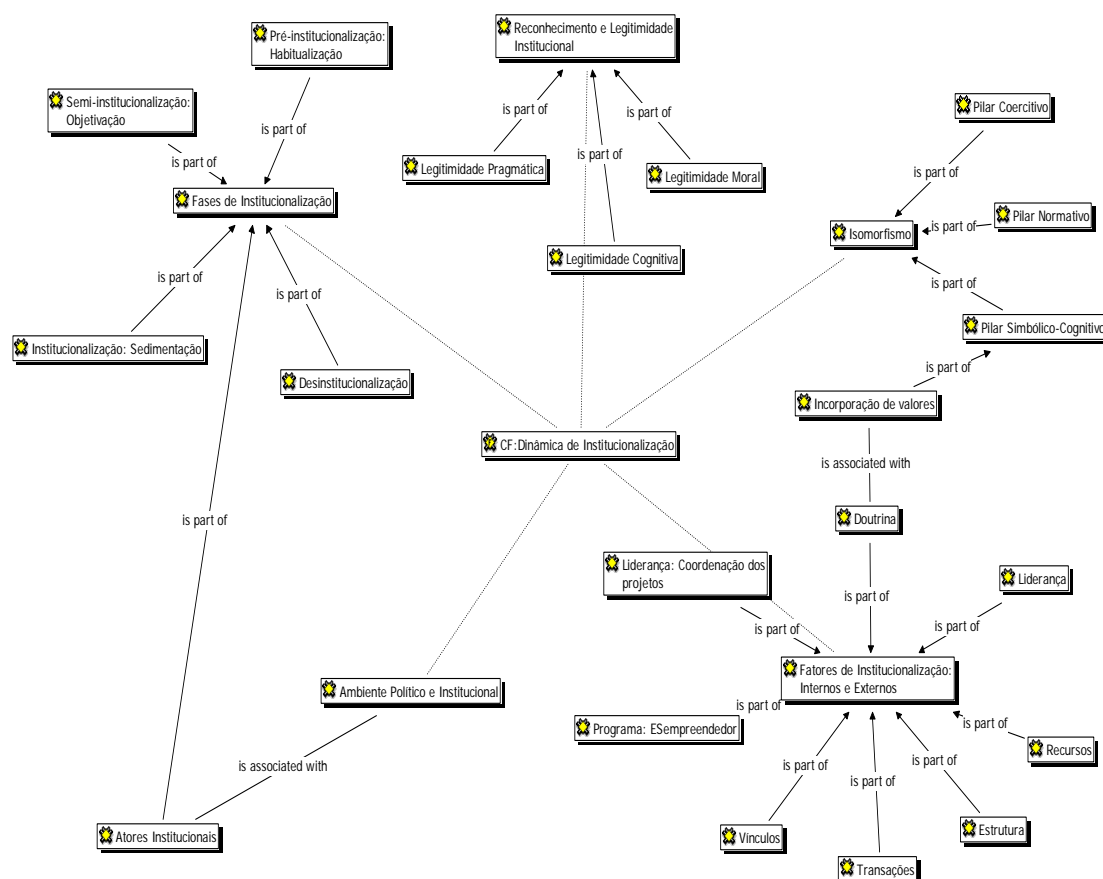 Pré-institucionalização:
Habitualização
Reconhecimento e Legitimidade
Institucional
Semi-institucionalização:
Objetivação
Pilar Coercitivo
is part of
is part of
is part of
is part of
is part of
is part of
Legitimidade Pragmática
Legitimidade Moral
Fases de Institucionalização
Pilar Normativo
is part of
Isomorfismo
Legitimidade Cognitiva
is part of
is part of
is part of
Pilar Simbólico-Cognitivo
Institucionalização: Sedimentação
is part of
Desinstitucionalização
Incorporação de valores
CF:Dinâmica de Institucionalização
is associated with
is part of
Doutrina
Liderança: Coordenação dos
projetos
Liderança
is part of
is part of
is part of
Fatores de Institucionalização:
Internos e Externos
Ambiente Político e Institucional
is part of
Programa: ESempreendedor
is part of
Recursos
is associated with
is part of
is part of
is part of
Atores Institucionais
Vínculos
Estrutura
Transações